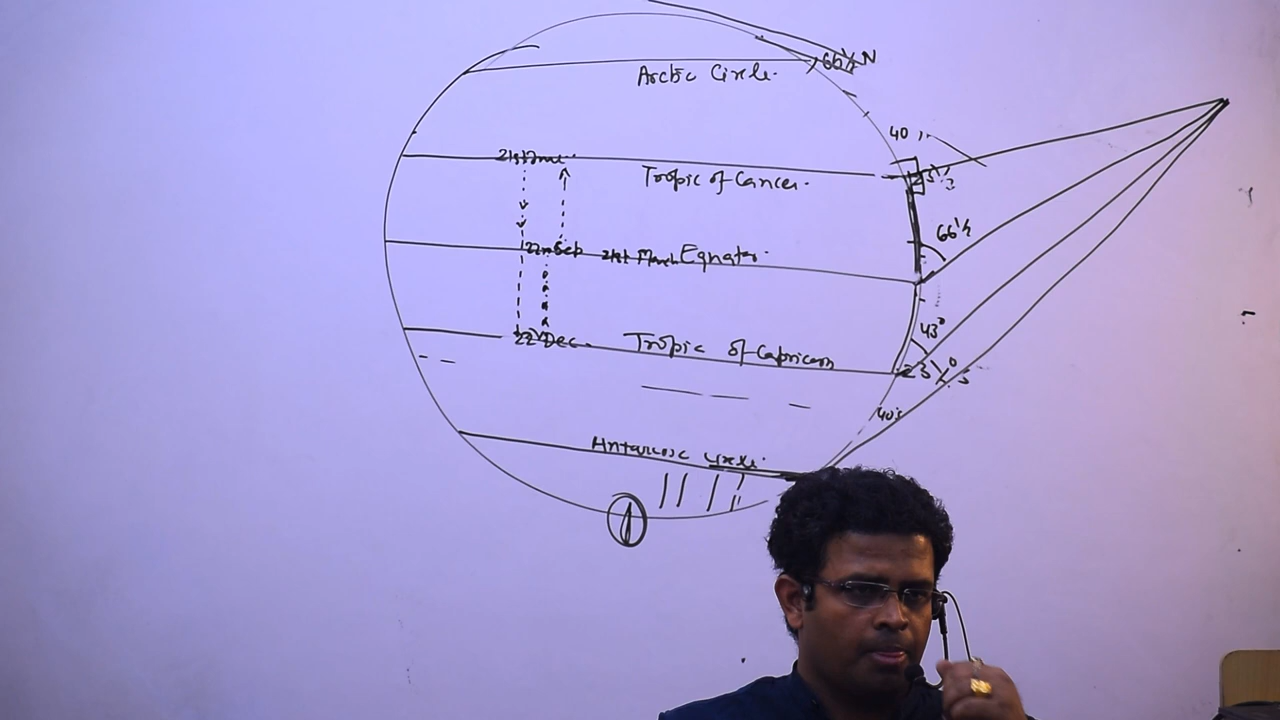 66½ N
Arctic Circle.
40
21st June.
Tropic of Cancer.
23½
66½
22nd Sep 21st March Equator.
43°
22 Dec. Tropic of Capricorn
23½° S
40's
Antarctic Circle.